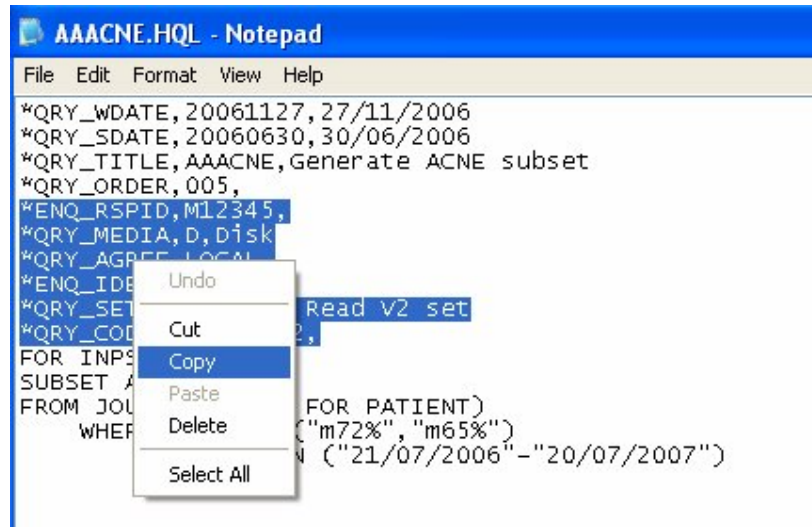 AAACNE.HQL - Notepad
File Edit Format View Help
*QRY_WDATE,20061127,27/11/2006
*QRY_SDATE,20060630,30/06/2006
*QRY_TITLE,AAACNE,Generate ACNE subset
*QRY_ORDER,005,
*ENQ_RSPID,M12345,
*QRY_MEDIA,D,Disk
*QRY_AGREE,LOCAL,
*ENQ_IDE
Undo
*QRY_SET Read V2 set
Cut
*QRY_COD 2,
FOR INPS
Copy
SUBSET A
Paste
FROM JOU FOR PATIENT)
Delete
WHER ("m72%","m65%")
N ("21/07/2006"-"20/07/2007")
Select All